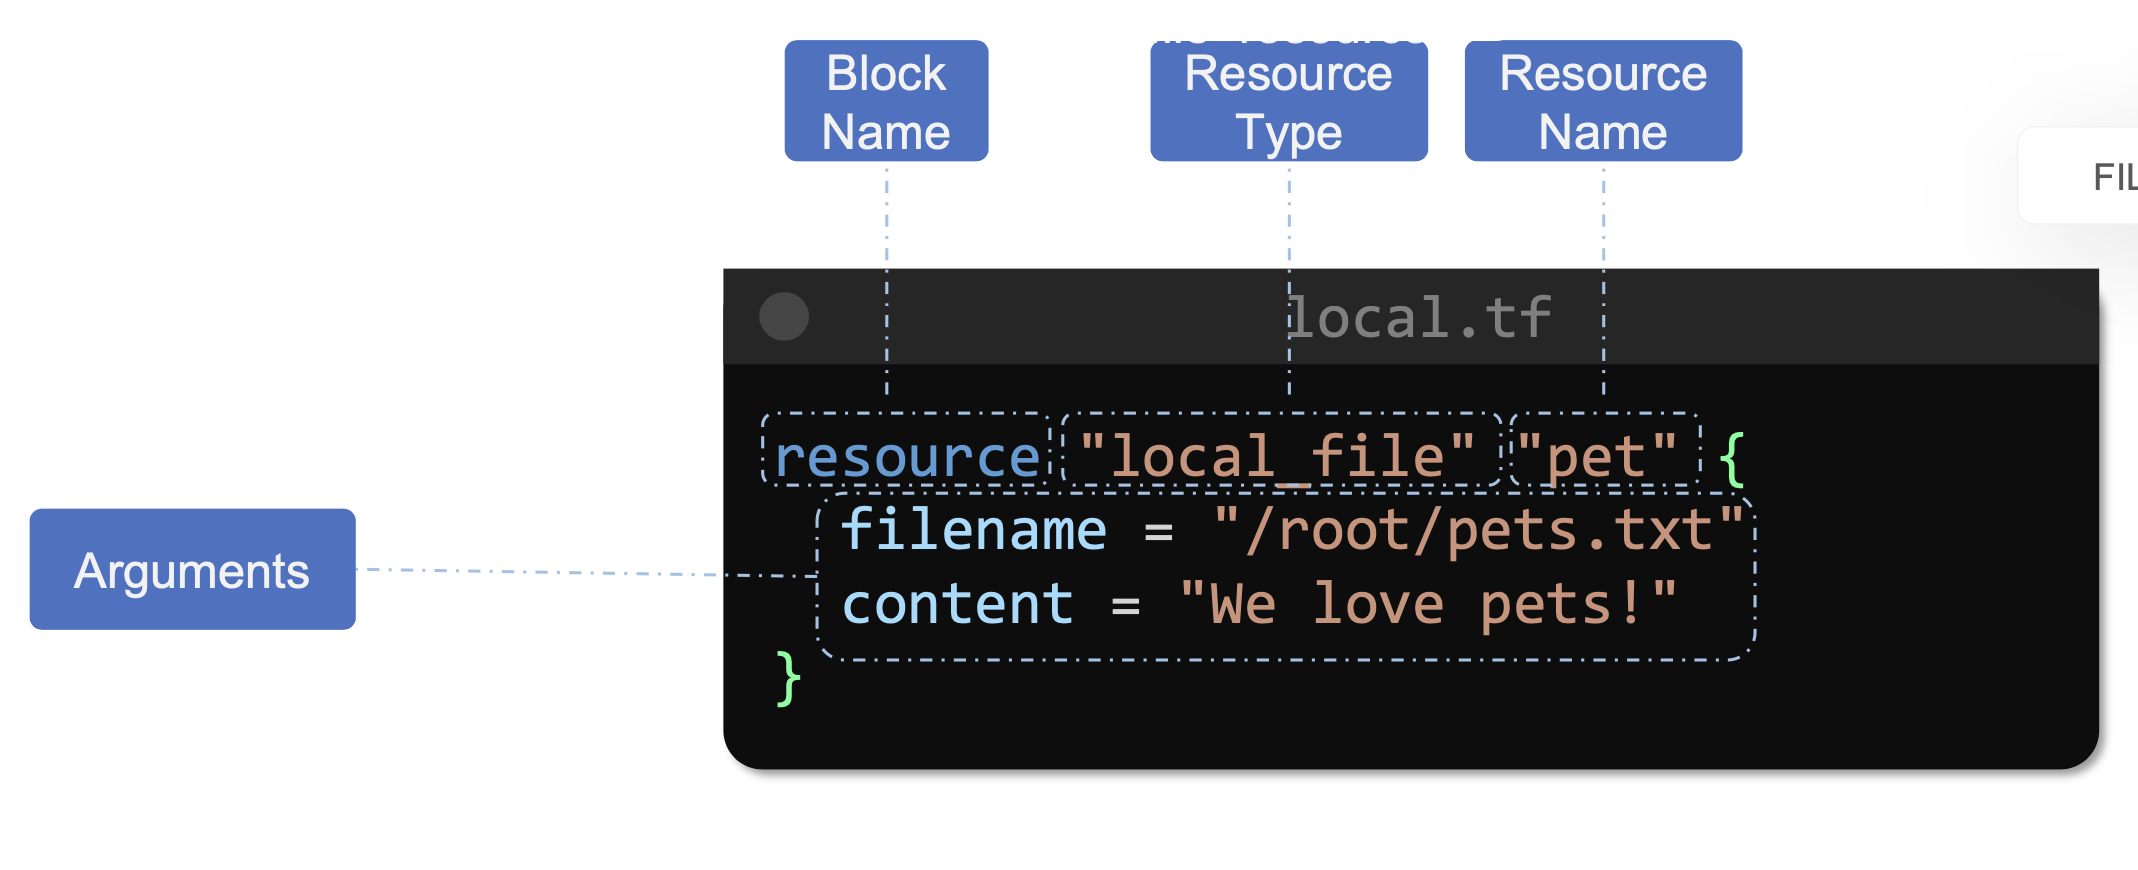 Block
Name
Resource
Type
Resource
Name
FIL
local.tf
resource "local_file" "pet" {
filename = "/root/pets.txt"
content = "We love pets!"
}
Arguments